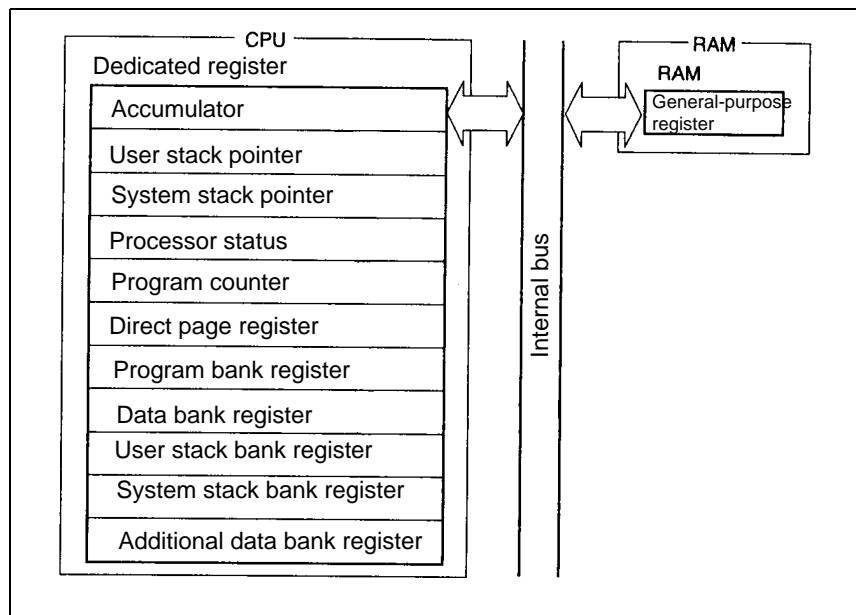 CPU
Dedicated register
Accumulator
User stack pointer
System stack pointer
Processor status
Program counter
Direct page register
Program bank register
Data bank register
User stack bank register
System stack bank register
Additional data bank register
Internal bus
RAM
RAM
General-purpose
register